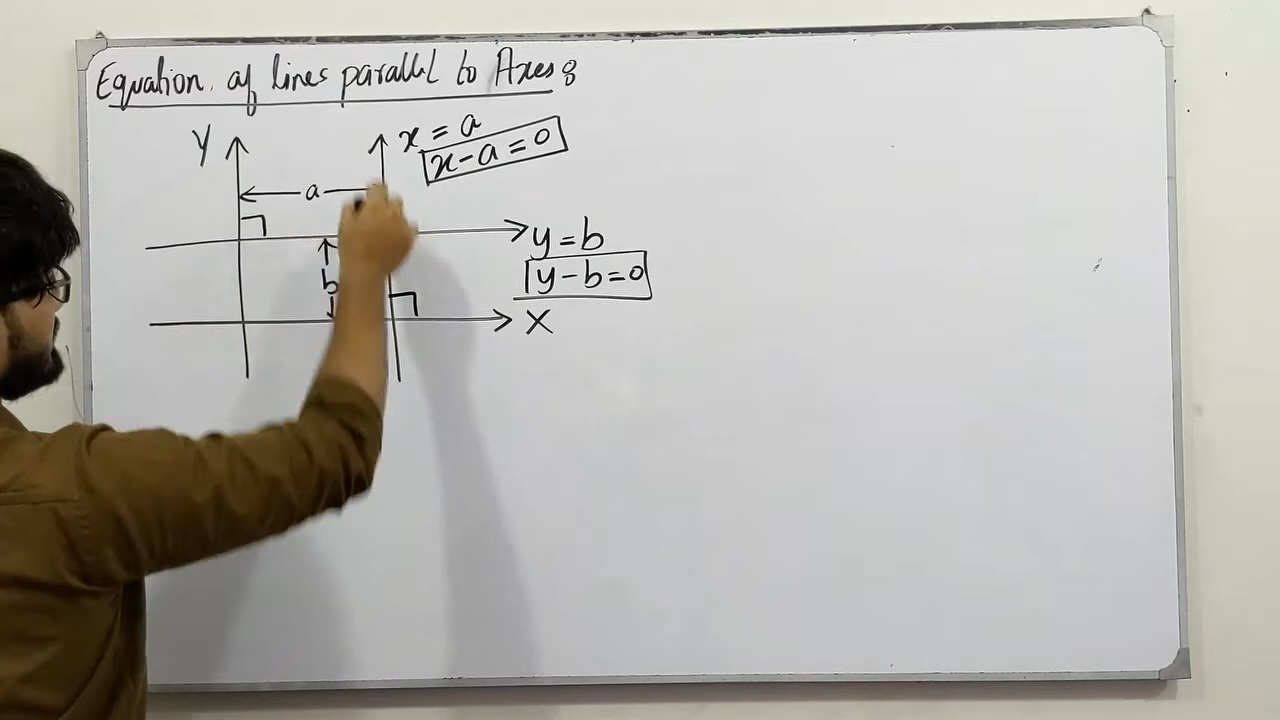 Equation of lines parallel to Axes :
Y
x = a
x - a = 0
a
y = b
b
y - b = 0
X